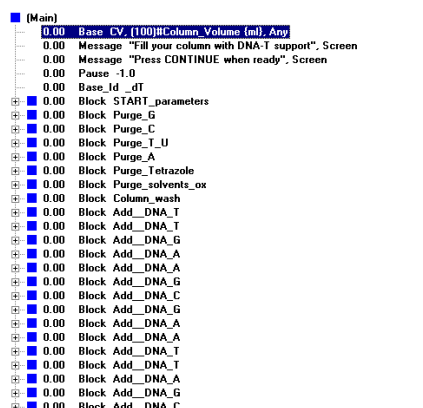 (Main)
0.00 Base CV, (100)#Column_Volume {ml}, Any
0.00 Message "Fill your column with DNA-T support", Screen
0.00 Message "Press CONTINUE when ready", Screen
0.00 Pause -1.0
0.00 Base_Id _dT
0.00 Block START_parameters
0.00 Block Purge_G
0.00 Block Purge_C
0.00 Block Purge_T_U
0.00 Block Purge_A
0.00 Block Purge_Tetrazole
0.00 Block Purge_solvents_ox
0.00 Block Column_wash
0.00 Block Add__DNA_T
0.00 Block Add__DNA_T
0.00 Block Add__DNA_G
0.00 Block Add__DNA_A
0.00 Block Add__DNA_A
0.00 Block Add__DNA_G
0.00 Block Add__DNA_C
0.00 Block Add__DNA_G
0.00 Block Add__DNA_A
0.00 Block Add__DNA_A
0.00 Block Add__DNA_T
0.00 Block Add__DNA_T
0.00 Block Add__DNA_A
0.00 Block Add__DNA_G
0.00 Block Add__DNA_C